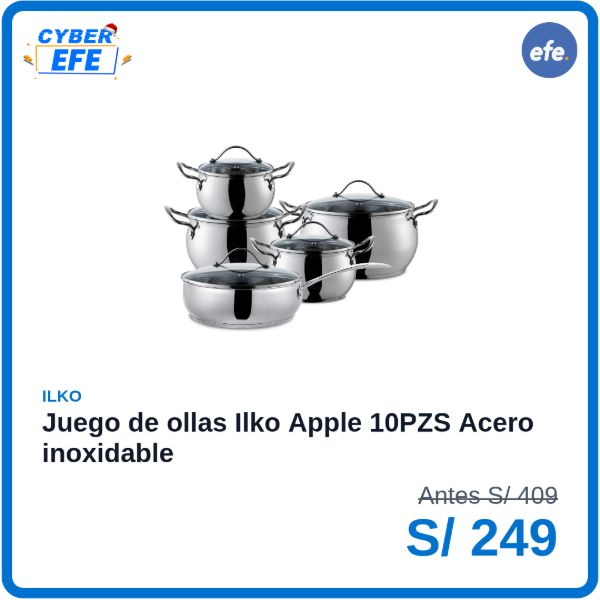 CYBER
EFE
efe.
ILKO
Juego de ollas Ilko Apple 10PZS Acero
inoxidable
Antes S/ 409
S/ 249